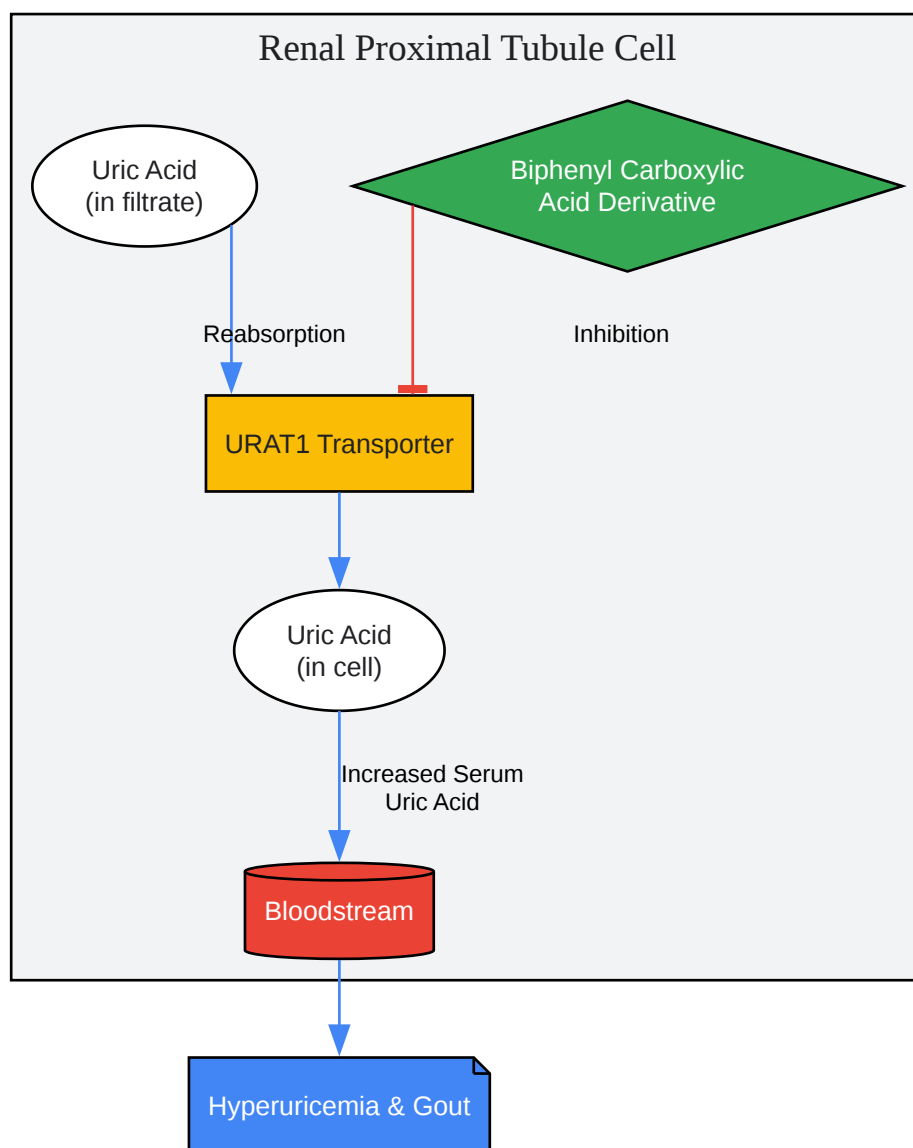 Renal Proximal Tubule Cell
Uric Acid
(in filtrate)
Biphenyl Carboxylic
Acid Derivative
Reabsorption
Inhibition
URAT1 Transporter
Uric Acid
(in cell)
Increased Serum
Uric Acid
Bloodstream
Hyperuricemia & Gout